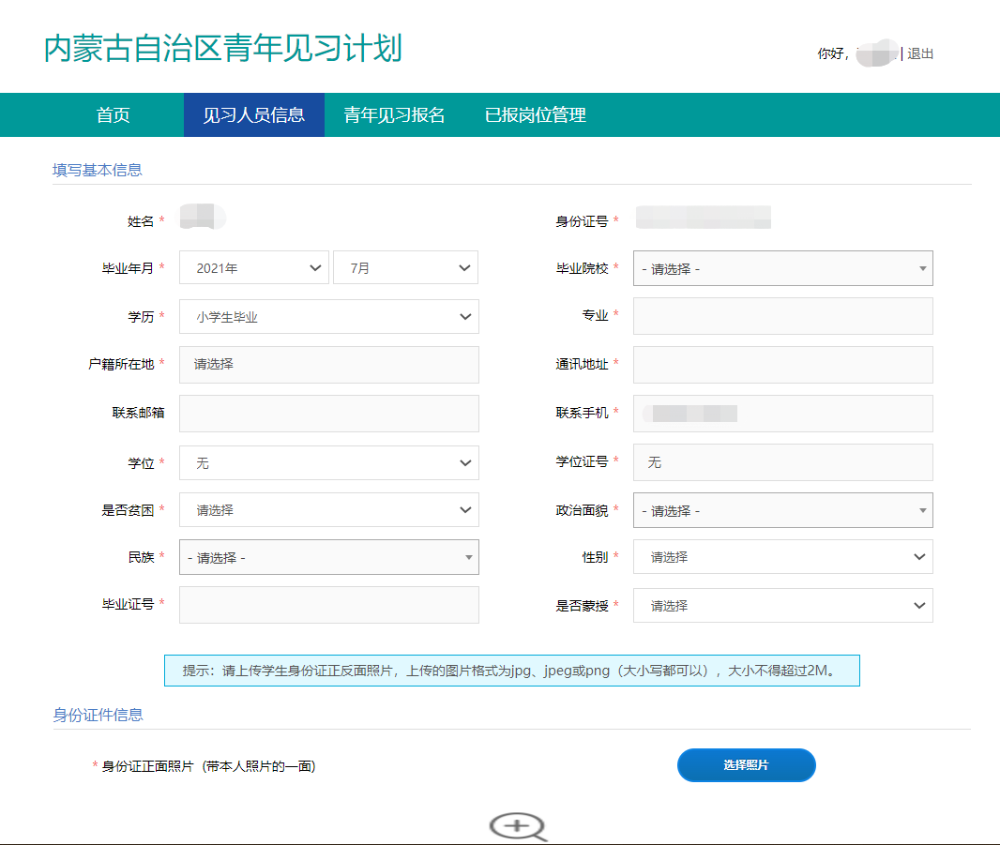 内蒙古自治区青年见习计划
你好, | 退出
首页 见习人员信息 青年见习报名 已报岗位管理
填写基本信息
姓名 * 身份证号 *
毕业年月 * 2021年 7月 毕业院校 * - 请选择 -
学历 * 小学生毕业 专业 *
户籍所在地 * 请选择 通讯地址 *
联系邮箱 联系手机 *
学位 * 无 学位证号 * 无
是否贫困 * 请选择 政治面貌 * - 请选择 -
民族 * - 请选择 - 性别 * 请选择
毕业证号 * 是否蒙授 * 请选择
提示：请上传学生身份证正反面照片，上传的图片格式为jpg、jpeg或png（大小写都可以），大小不得超过2M。
身份证件信息
* 身份证正面照片（带本人照片的一面) 选择照片